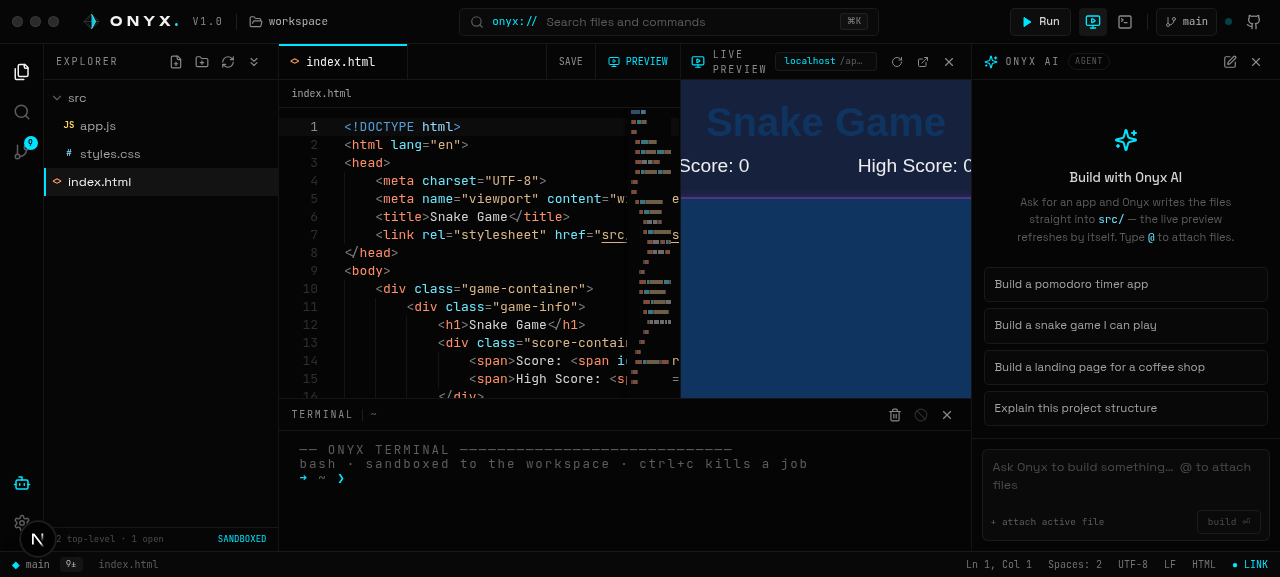 ONYX. V1.0 workspace
onyx:// Search files and commands ⌘K
Run main
EXPLORER
src
JS app.js
# styles.css
<> index.html
9
2 top-level · 1 open SANDBOXED
<> index.html SAVE PREVIEW
index.html
1 <!DOCTYPE html>
2 <html lang="en">
3 <head>
4 <meta charset="UTF-8">
5 <meta name="viewport" content="w
6 <title>Snake Game</title>
7 <link rel="stylesheet" href="src/
8 </head>
9 <body>
10 <div class="game-container">
11 <div class="game-info">
12 <h1>Snake Game</h1>
13 <div class="score-contain
14 <span>Score: <span i
15 <span>High Score: <s
16 </div>
LIVE
PREVIEW
localhost /ap…
Snake Game
Score: 0 High Score: 0
TERMINAL ~
—— ONYX TERMINAL ——————————————————————————————
bash · sandboxed to the workspace · ctrl+c kills a job
➜ ~ ❯
ONYX AI AGENT
Build with Onyx AI
Ask for an app and Onyx writes the files
straight into src/ — the live preview
refreshes by itself. Type @ to attach files.
Build a pomodoro timer app
Build a snake game I can play
Build a landing page for a coffee shop
Explain this project structure
Ask Onyx to build something… @ to attach
files
+ attach active file build ⏎
N
main 9± index.html Ln 1, Col 1 Spaces: 2 UTF-8 LF HTML ● LINK